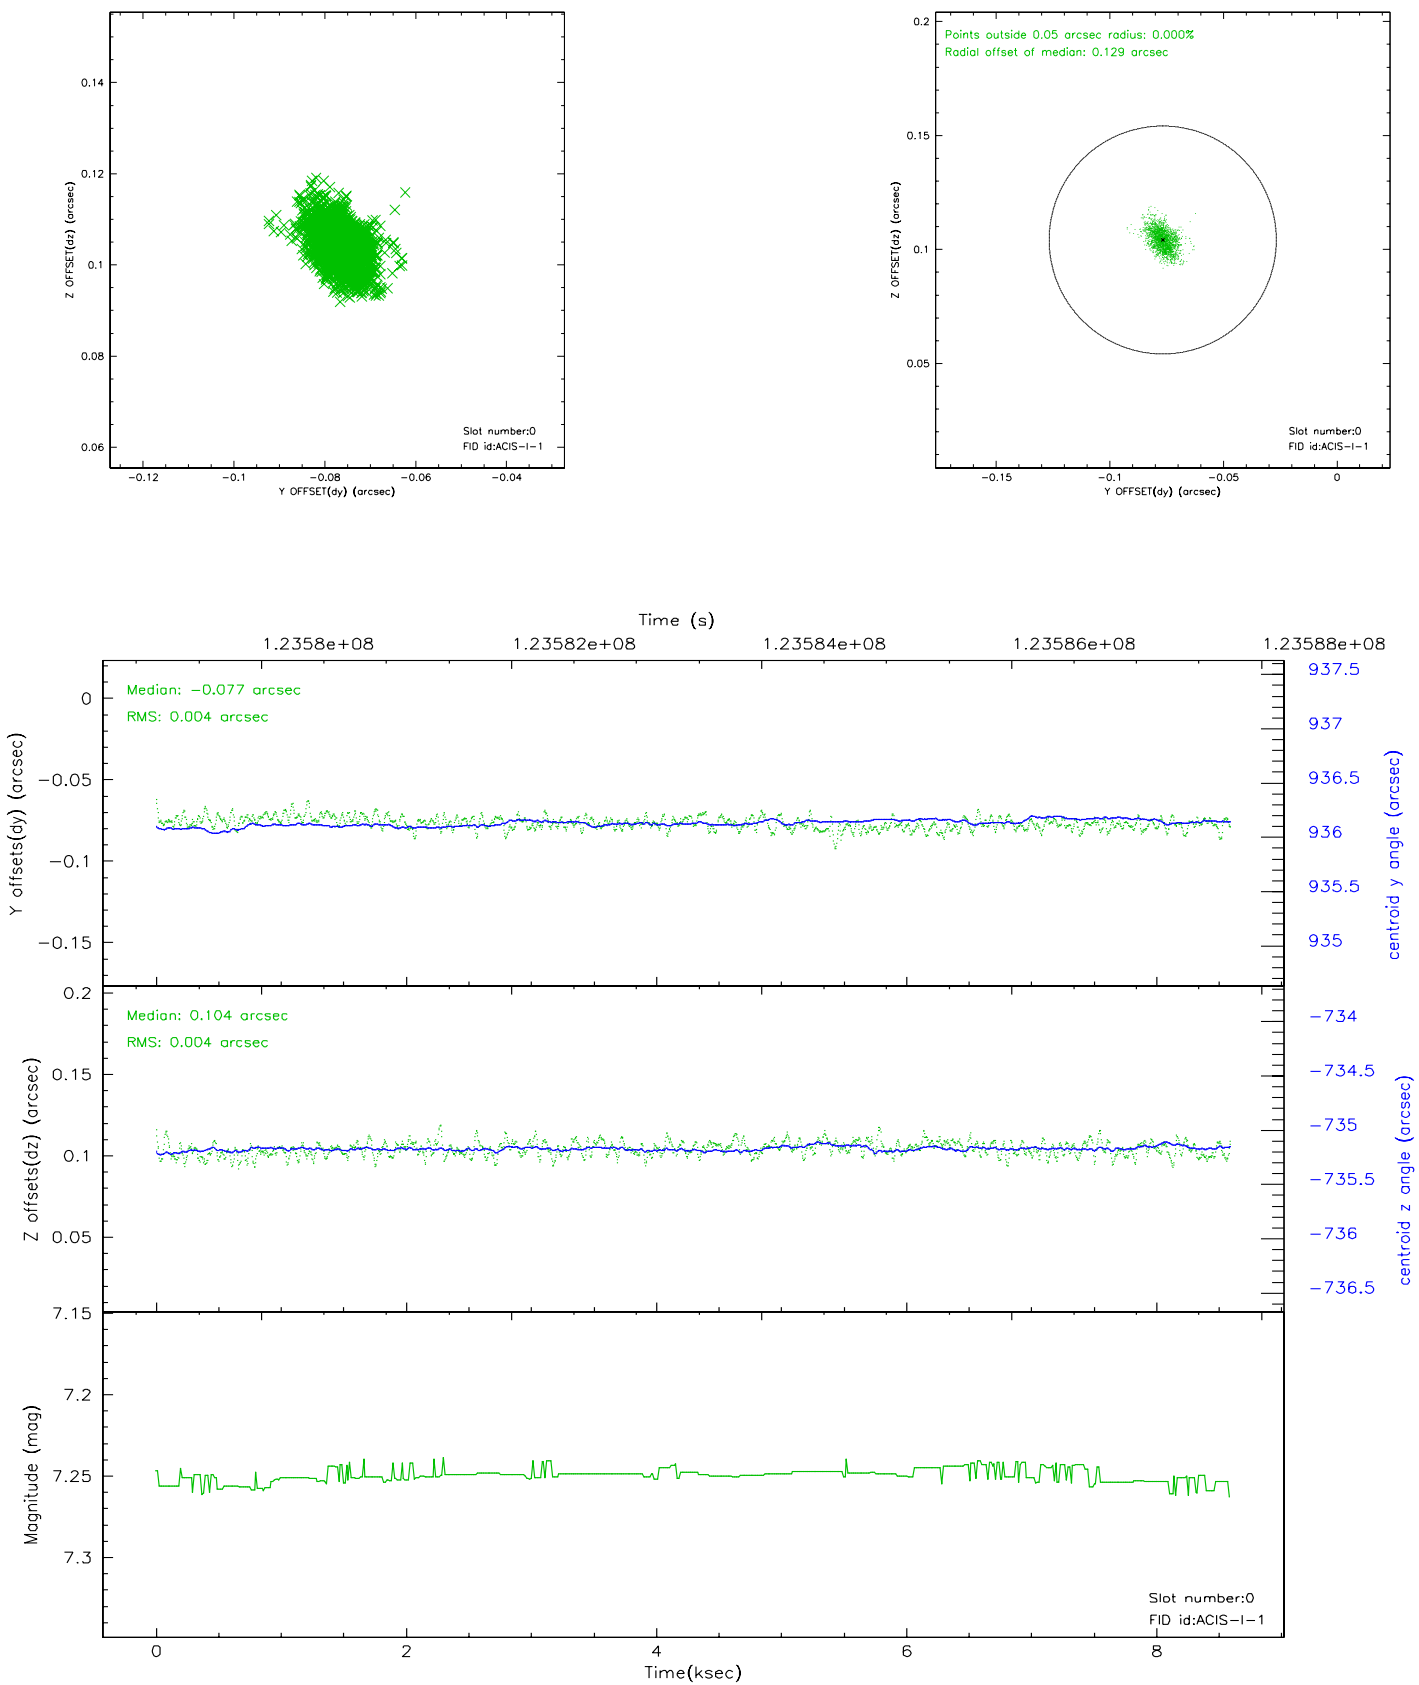 0.14
0.12
0.1
0.08
0.06
Z OFFSET(dz) (arcsec)
Slot number:0
FID id:ACIS-I-1
-0.12 -0.1 -0.08 -0.06 -0.04
Y OFFSET(dy) (arcsec)
Points outside 0.05 arcsec radius: 0.000%
Radial offset of median: 0.129 arcsec
0.2
0.15
0.1
0.05
Z OFFSET(dz) (arcsec)
Slot number:0
FID id:ACIS-I-1
-0.15 -0.1 -0.05 0
Y OFFSET(dy) (arcsec)
Time (s)
1.2358e+08 1.23582e+08 1.23584e+08 1.23586e+08 1.23588e+08
Median: -0.077 arcsec
RMS: 0.004 arcsec
0
-0.05
-0.1
-0.15
Y offsets(dy) (arcsec)
937.5
937
936.5
936
935.5
935
centroid y angle (arcsec)
Median: 0.104 arcsec
RMS: 0.004 arcsec
0.2
0.15
0.1
0.05
Z offsets(dz) (arcsec)
-734
-734.5
-735
-735.5
-736
-736.5
centroid z angle (arcsec)
7.15
7.2
7.25
7.3
Magnitude (mag)
Slot number:0
FID id:ACIS-I-1
0 2 4 6 8
Time(ksec)